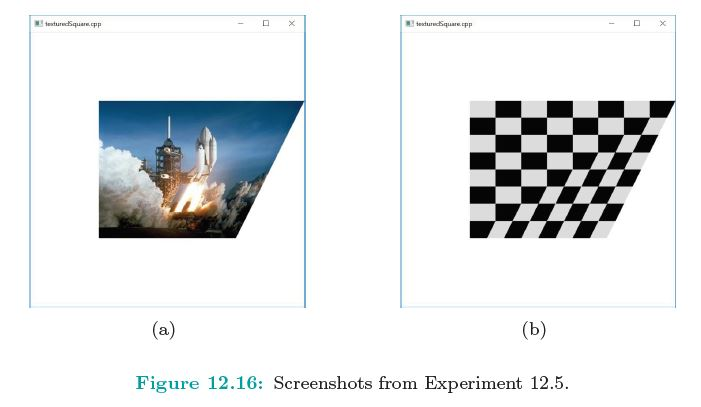 texturedSquare.cpp
texturedSquare.cpp
(a)
(b)
Figure 12.16: Screenshots from Experiment 12.5.